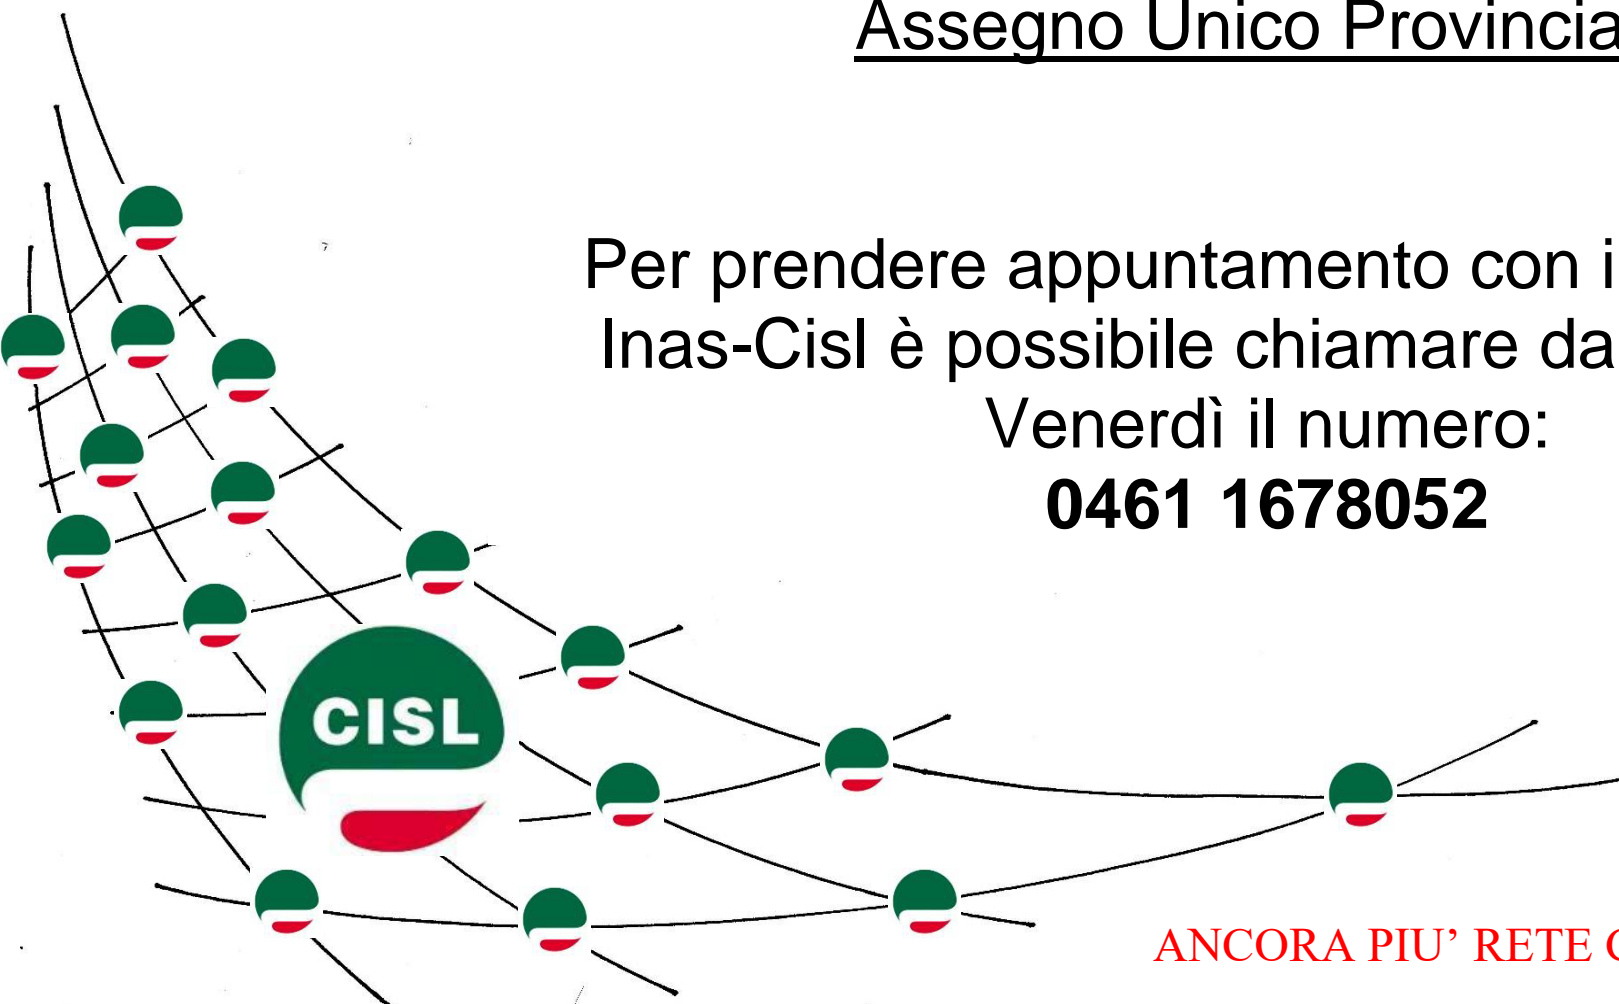 Assegno Unico Provincia
Per prendere appuntamento con i
Inas-Cisl è possibile chiamare da
Venerdì il numero:
0461 1678052
CISL
ANCORA PIU’ RETE